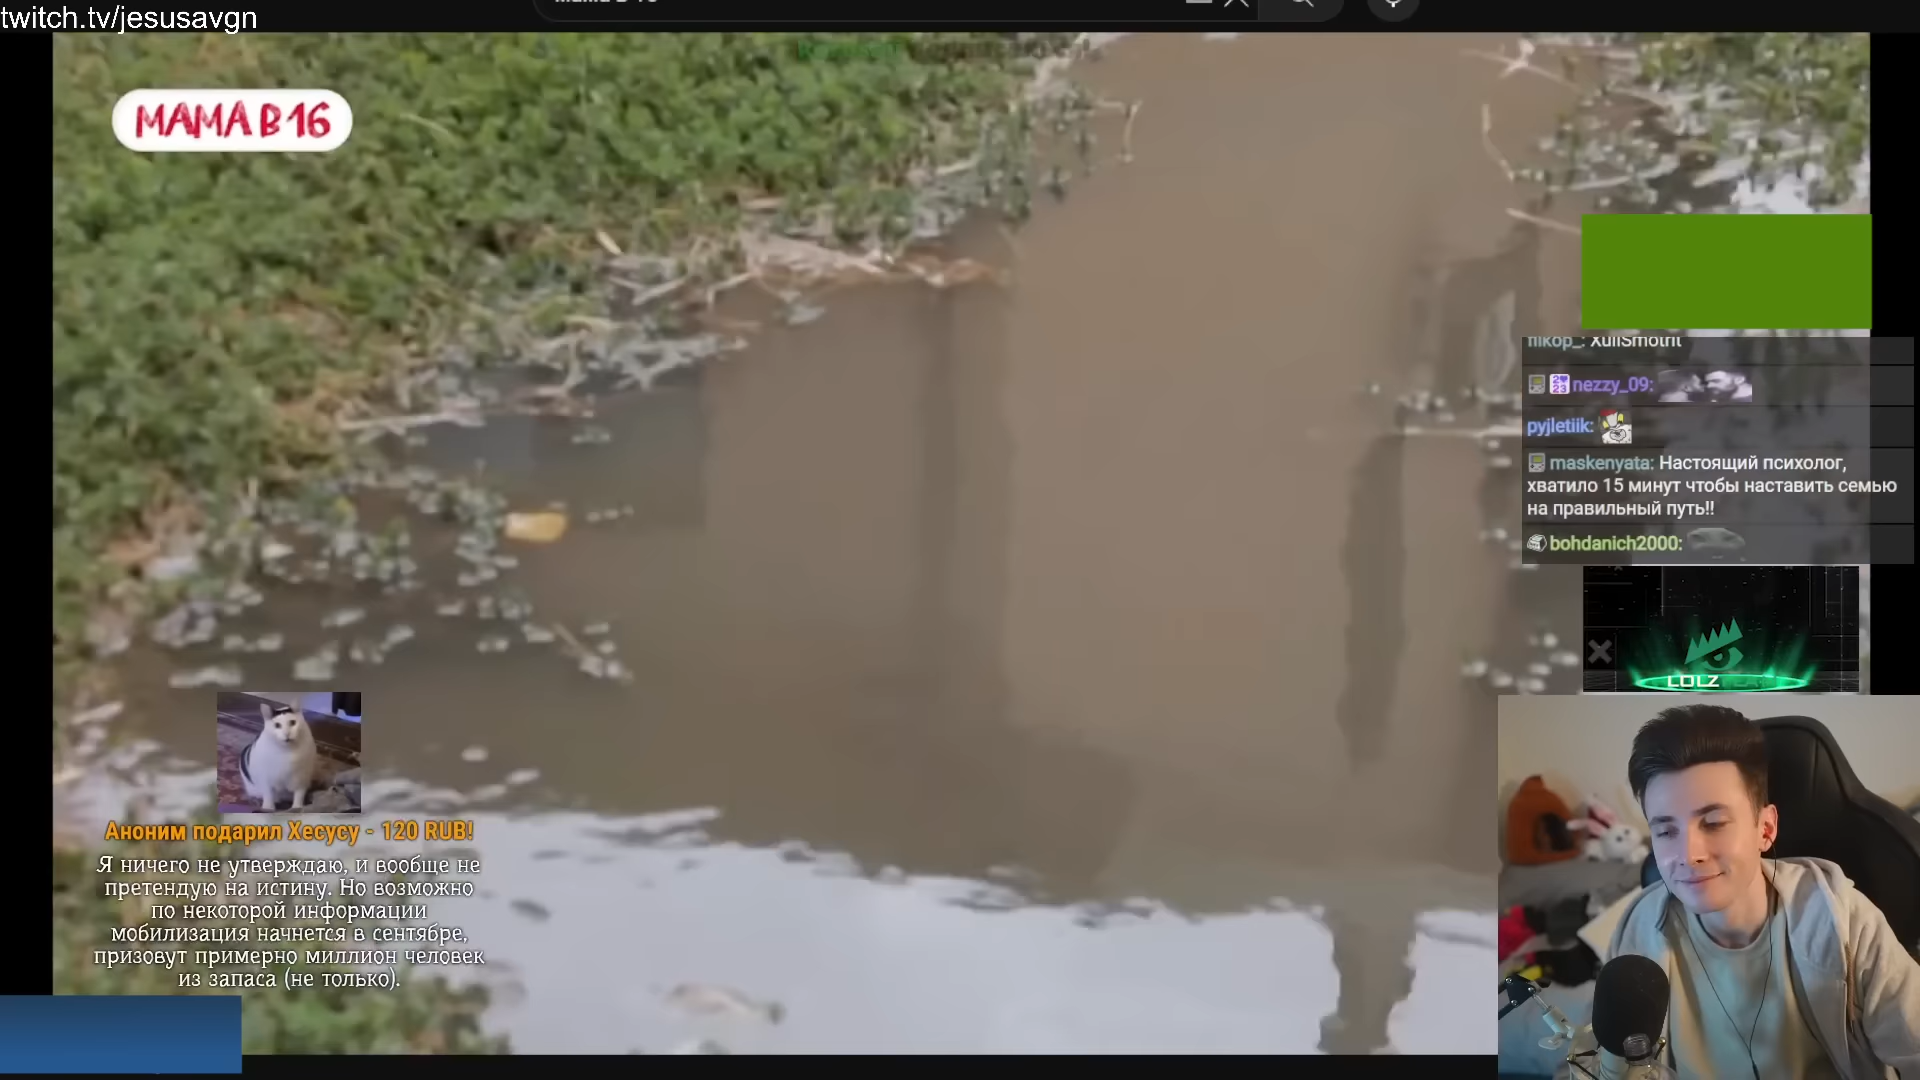 twitch.tv/jesusavgn
МАМА В 16
nikop_: XuliSmotrit
nezzy_09:
pyjletiik:
maskenyata: Настоящий психолог,
хватило 15 минут чтобы наставить семью
на правильный путь!!
bohdanich2000:
LOLZ
Аноним подарил Хесусу - 120 RUB!
Я ничего не утверждаю, и вообще не
претендую на истину. Но возможно
по некоторой информации
мобилизация начнется в сентябре,
призовут примерно миллион человек
из запаса (не только).